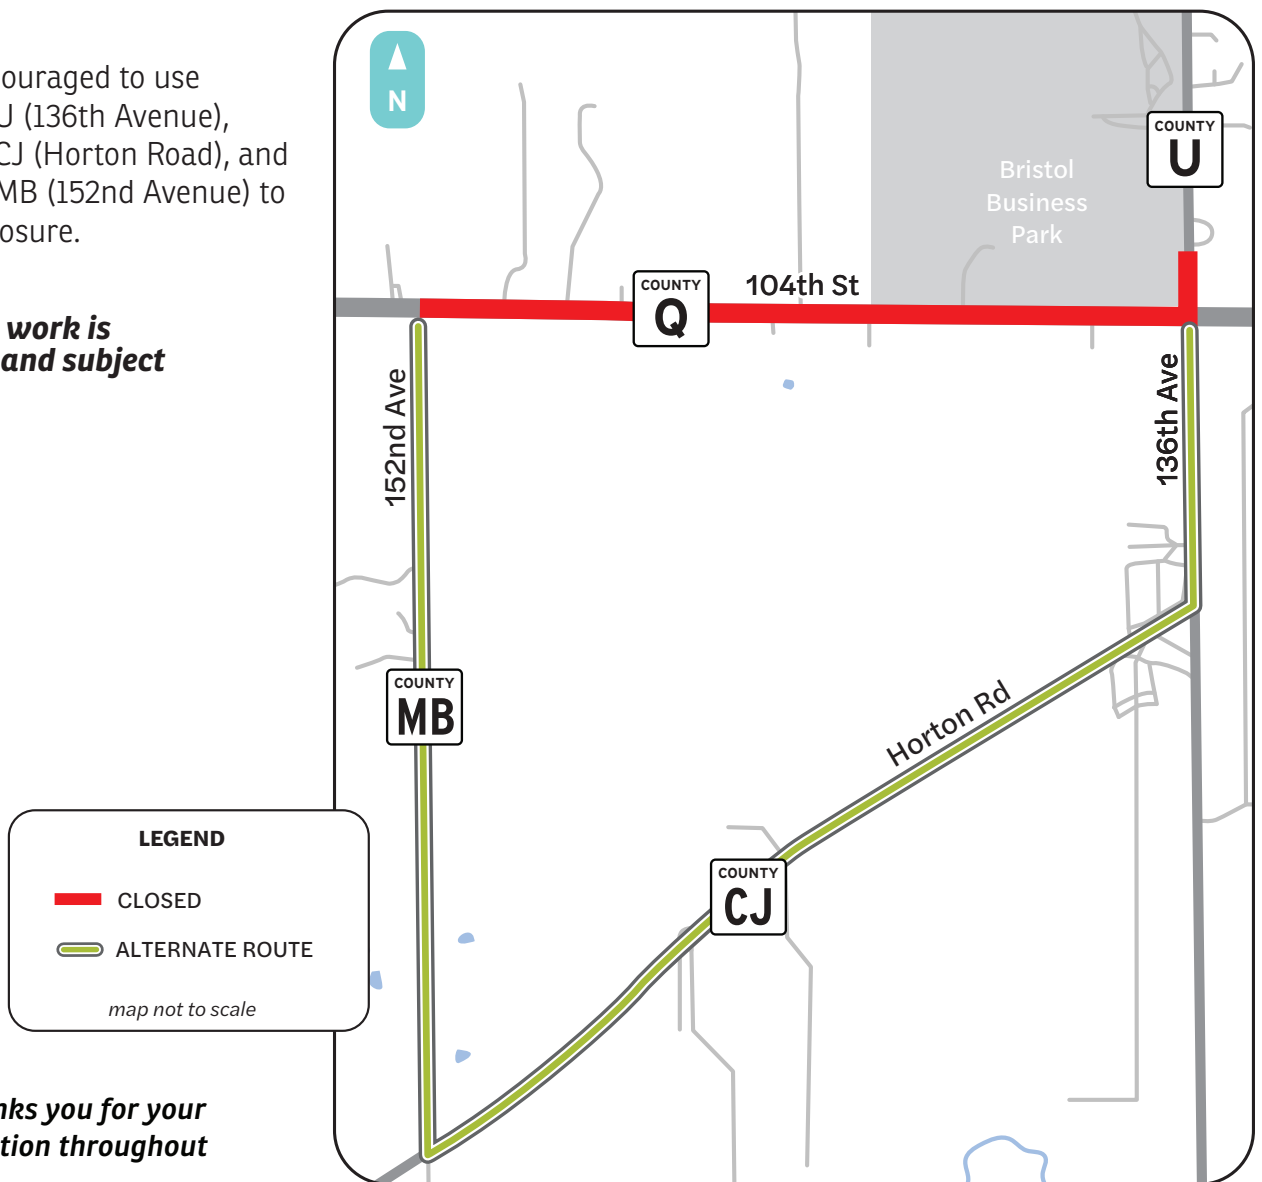 ouraged to use
U (136th Avenue),
CJ (Horton Road), and
MB (152nd Avenue) to
osure.
work is
and subject
N
COUNTY
U
Bristol
Business
Park
104th St
COUNTY
Q
152nd Ave
136th Ave
COUNTY
MB
Horton Rd
COUNTY
CJ
LEGEND
CLOSED
ALTERNATE ROUTE
map not to scale
nks you for your
tion throughout